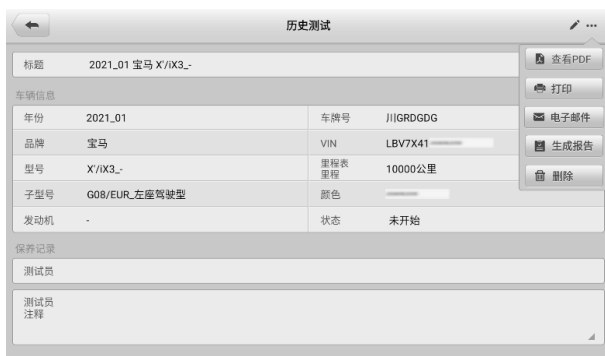 历史测试
标题 2021_01 宝马 X'/iX3_-
查看PDF
打印
电子邮件
生成报告
删除
车辆信息
年份 2021_01 车牌号 川GRDGDG
品牌 宝马 VIN LBV7X41
型号 X'/iX3_- 里程表
里程 10000公里
子型号 G08/EUR_左座驾驶型 颜色
发动机 - 状态 未开始
保养记录
测试员
测试员
注释